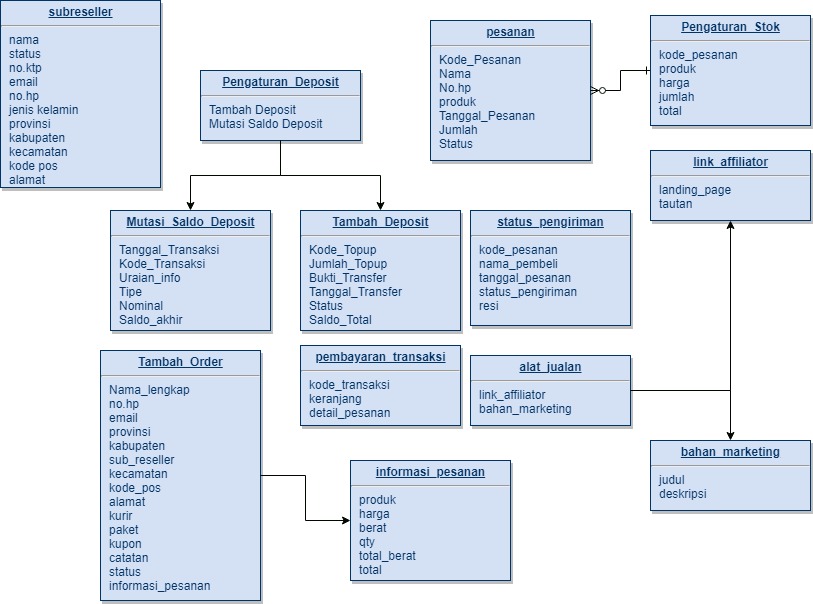 subreseller
nama
status
no.ktp
email
no.hp
jenis kelamin
provinsi
kabupaten
kecamatan
kode pos
alamat
Pengaturan_Deposit
Tambah Deposit
Mutasi Saldo Deposit
pesanan
Kode_Pesanan
Nama
No.hp
produk
Tanggal_Pesanan
Jumlah
Status
Pengaturan_Stok
kode_pesanan
produk
harga
jumlah
total
link_affiliator
landing_page
tautan
Mutasi_Saldo_Deposit
Tanggal_Transaksi
Kode_Transaksi
Uraian_info
Tipe
Nominal
Saldo_akhir
Tambah_Deposit
Kode_Topup
Jumlah_Topup
Bukti_Transfer
Tanggal_Transfer
Status
Saldo_Total
status_pengiriman
kode_pesanan
nama_pembeli
tanggal_pesanan
status_pengiriman
resi
Tambah_Order
Nama_lengkap
no.hp
email
provinsi
kabupaten
sub_reseller
kecamatan
kode_pos
alamat
kurir
paket
kupon
catatan
status
informasi_pesanan
pembayaran_transaksi
kode_transaksi
keranjang
detail_pesanan
alat_jualan
link_affiliator
bahan_marketing
informasi_pesanan
produk
harga
berat
qty
total_berat
total
bahan_marketing
judul
deskripsi